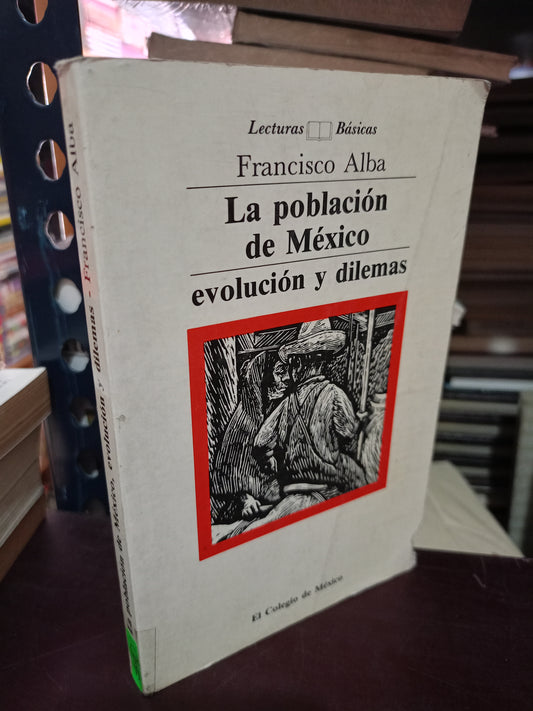 Lecturas Básicas
Francisco Alba
La población
de México
evolución y dilemas
El Colegio de México
La población de México, evolución y dilemas - Francisco Alba